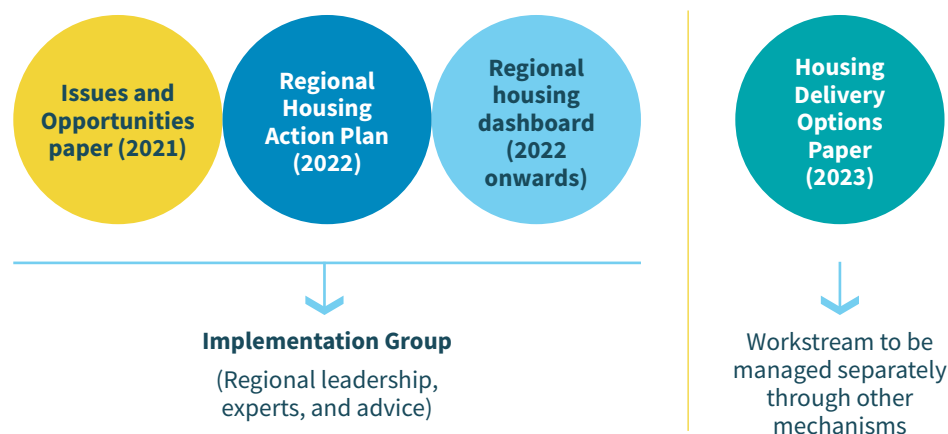 Issues and
Opportunities
paper (2021)
Regional
Housing
Action Plan
(2022)
Regional
housing
dashboard
(2022
onwards)
Housing
Delivery
Options
Paper
(2023)
Implementation Group
(Regional leadership,
experts, and advice)
Workstream to be
managed separately
through other
mechanisms